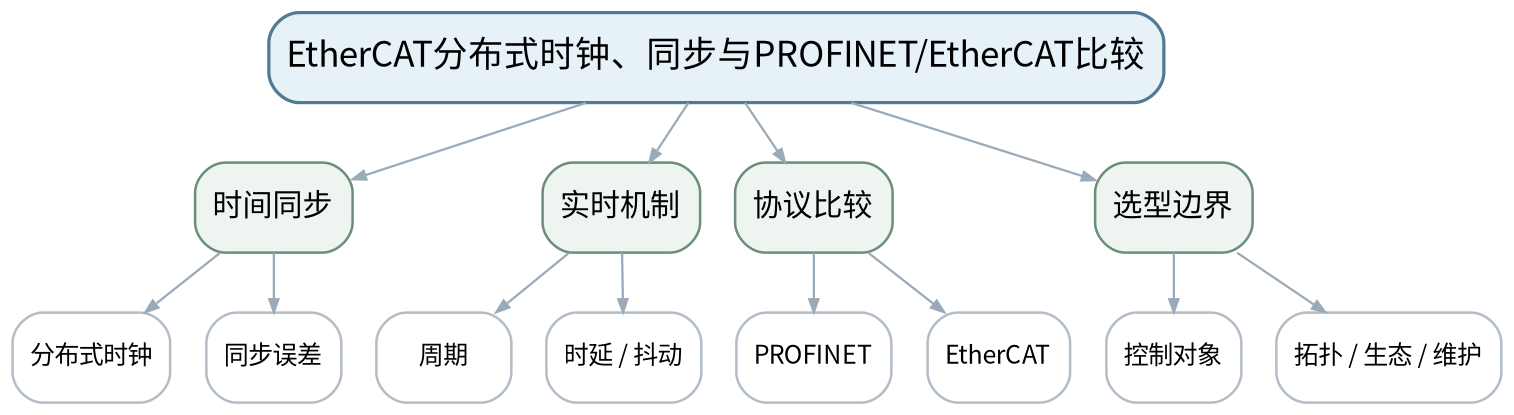 EtherCAT分布式时钟、同步与PROFINET/EtherCAT比较
时间同步
实时机制
协议比较
选型边界
分布式时钟
同步误差
周期
时延 / 抖动
PROFINET
EtherCAT
控制对象
拓扑 / 生态 / 维护